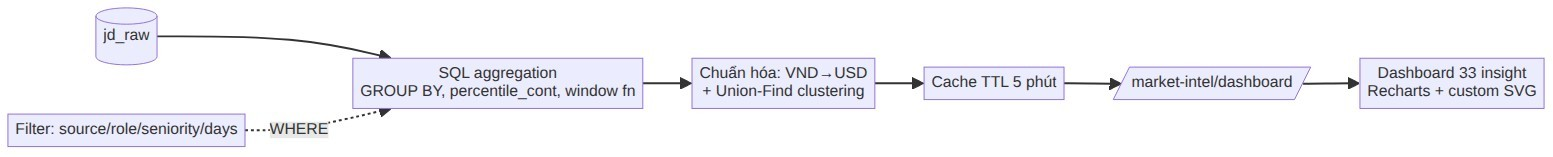 jd_raw
SQL aggregation
GROUP BY, percentile_cont, window fn
Chuẩn hóa: VND→USD
+ Union-Find clustering
Cache TTL 5 phút
market-intel/dashboard
Dashboard 33 insight
Recharts + custom SVG
Filter: source/role/seniority/days
WHERE